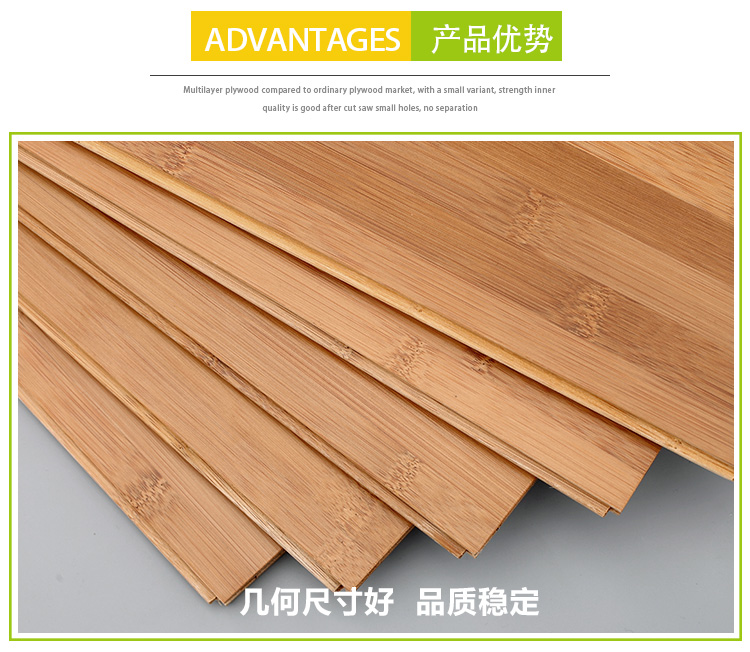 ADVANTAGES 产品优势
Multilayer plywood compared to ordinary plywood market, with a small variant, strength inner
quality is good after cut saw small holes, no separation
几何尺寸好 品质稳定